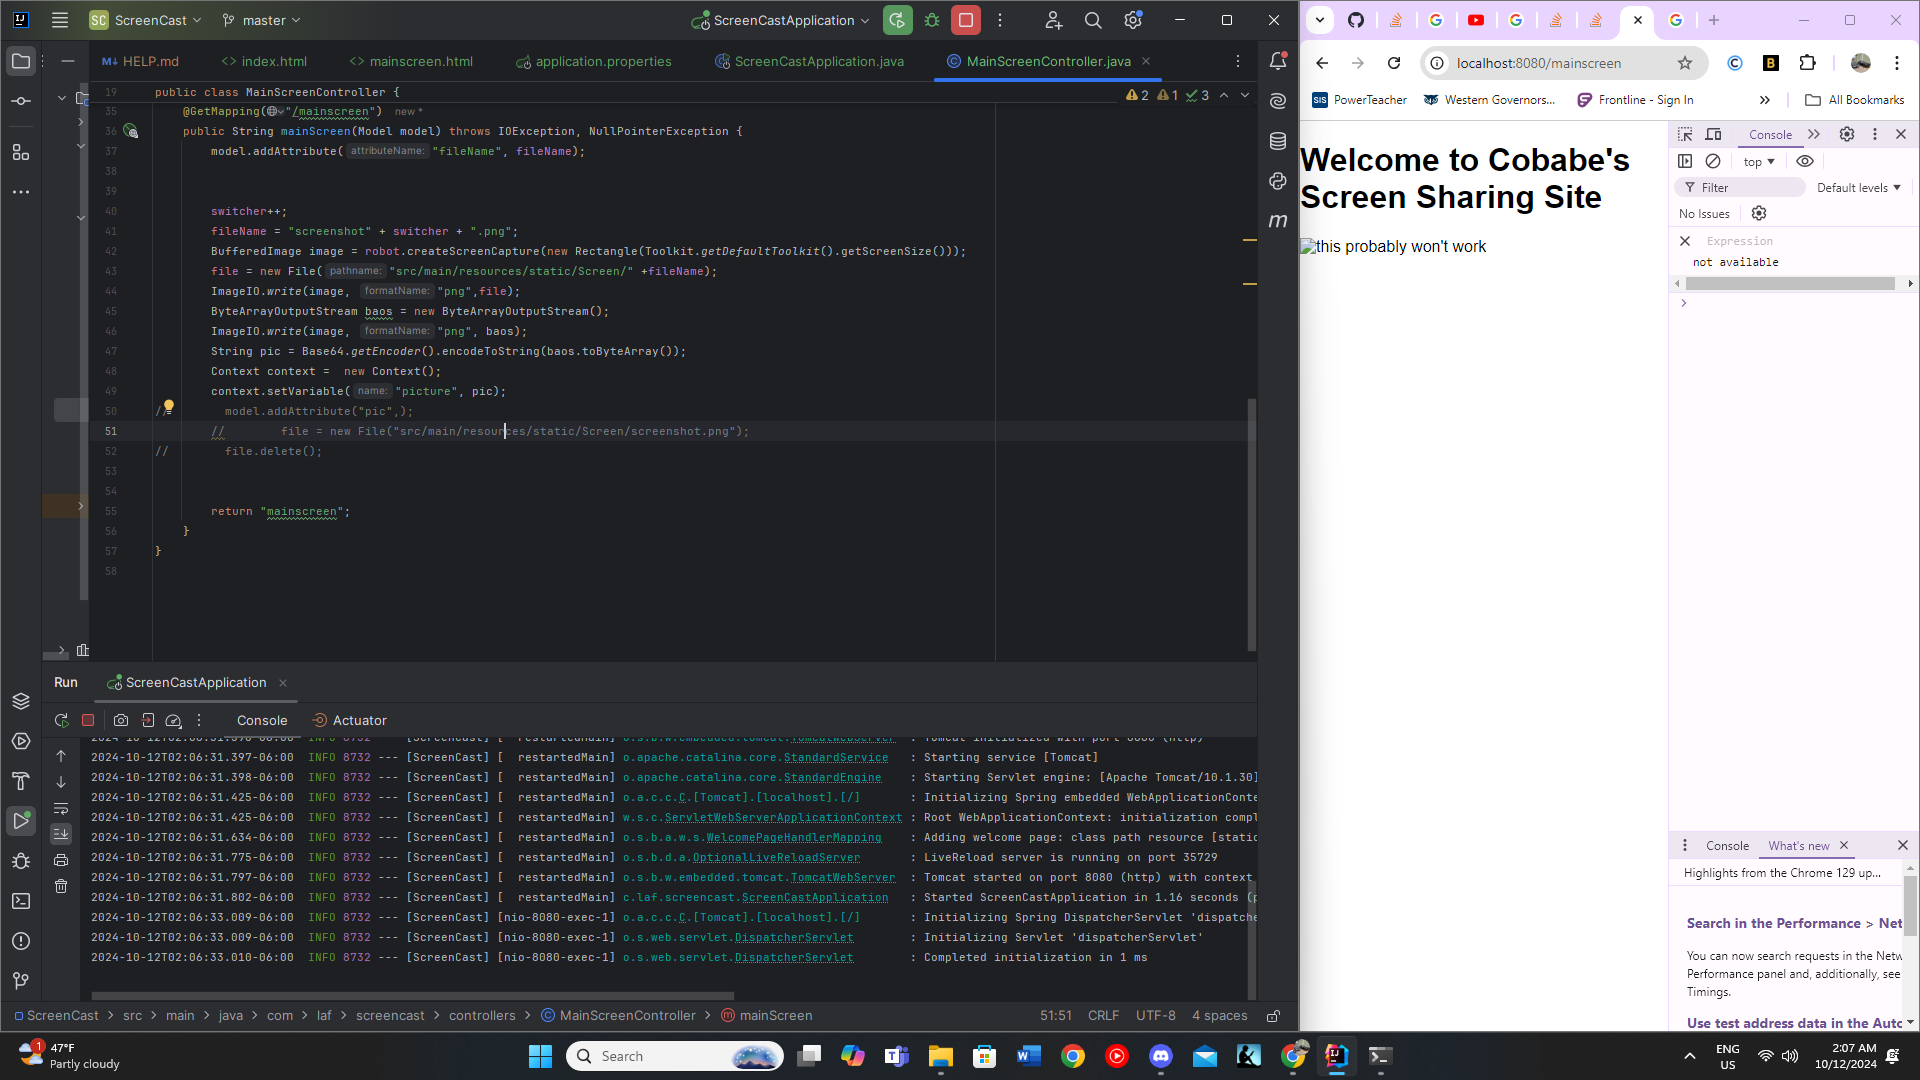 SC ScreenCast master ScreenCastApplication
HELP.md index.html mainscreen.html application.properties ScreenCastApplication.java MainScreenController.java
19 public class MainScreenController { 2 1 3
35 @GetMapping("/mainscreen") new *
36 public String mainScreen(Model model) throws IOException, NullPointerException {
37 model.addAttribute( attributeName: "fileName", fileName);
38
39
40 switcher++;
41 fileName = "screenshot" + switcher + ".png";
42 BufferedImage image = robot.createScreenCapture(new Rectangle(Toolkit.getDefaultToolkit().getScreenSize()));
43 file = new File( pathname: "src/main/resources/static/Screen/" +fileName);
44 ImageIO.write(image, formatName: "png",file);
45 ByteArrayOutputStream baos = new ByteArrayOutputStream();
46 ImageIO.write(image, formatName: "png", baos);
47 String pic = Base64.getEncoder().encodeToString(baos.toByteArray());
48 Context context =  new Context();
49 context.setVariable( name: "picture", pic);
50 // model.addAttribute("pic",);
51 // file = new File("src/main/resources/static/Screen/screenshot.png");
52 // file.delete();
53
54
55 return "mainscreen";
56 }
57 }
58
Run ScreenCastApplication
Console Actuator
2024-10-12T02:06:31.397-06:00 INFO 8732 --- [ScreenCast] [  restartedMain] o.apache.catalina.core.StandardService : Starting service [Tomcat]
2024-10-12T02:06:31.398-06:00 INFO 8732 --- [ScreenCast] [  restartedMain] o.apache.catalina.core.StandardEngine : Starting Servlet engine: [Apache Tomcat/10.1.30]
2024-10-12T02:06:31.425-06:00 INFO 8732 --- [ScreenCast] [  restartedMain] o.a.c.c.C.[Tomcat].[localhost].[/] : Initializing Spring embedded WebApplicationConte
2024-10-12T02:06:31.425-06:00 INFO 8732 --- [ScreenCast] [  restartedMain] w.s.c.ServletWebServerApplicationContext : Root WebApplicationContext: initialization compl
2024-10-12T02:06:31.634-06:00 INFO 8732 --- [ScreenCast] [  restartedMain] o.s.b.a.w.s.WelcomePageHandlerMapping : Adding welcome page: class path resource [static
2024-10-12T02:06:31.775-06:00 INFO 8732 --- [ScreenCast] [  restartedMain] o.s.b.d.a.OptionalLiveReloadServer : LiveReload server is running on port 35729
2024-10-12T02:06:31.797-06:00 INFO 8732 --- [ScreenCast] [  restartedMain] o.s.b.w.embedded.tomcat.TomcatWebServer : Tomcat started on port 8080 (http) with context
2024-10-12T02:06:31.802-06:00 INFO 8732 --- [ScreenCast] [  restartedMain] c.laf.screencast.ScreenCastApplication : Started ScreenCastApplication in 1.16 seconds (p
2024-10-12T02:06:33.009-06:00 INFO 8732 --- [ScreenCast] [nio-8080-exec-1] o.a.c.c.C.[Tomcat].[localhost].[/] : Initializing Spring DispatcherServlet 'dispatche
2024-10-12T02:06:33.009-06:00 INFO 8732 --- [ScreenCast] [nio-8080-exec-1] o.s.web.servlet.DispatcherServlet : Initializing Servlet 'dispatcherServlet'
2024-10-12T02:06:33.010-06:00 INFO 8732 --- [ScreenCast] [nio-8080-exec-1] o.s.web.servlet.DispatcherServlet : Completed initialization in 1 ms
ScreenCast src main java com laf screencast controllers MainScreenController mainScreen 51:51 CRLF UTF-8 4 spaces
localhost:8080/mainscreen
PowerTeacher Western Governors... Frontline - Sign In » All Bookmarks
Welcome to Cobabe's
Screen Sharing Site
this probably won't work
Console
top
Filter Default levels
No Issues
Expression
not available
Console What's new
Highlights from the Chrome 129 up...
Search in the Performance > Net
You can now search requests in the Netw
Performance panel and, additionally, see
Timings.
Use test address data in the Auto
1 47°F
Partly cloudy
Search
ENG
US
2:07 AM
10/12/2024